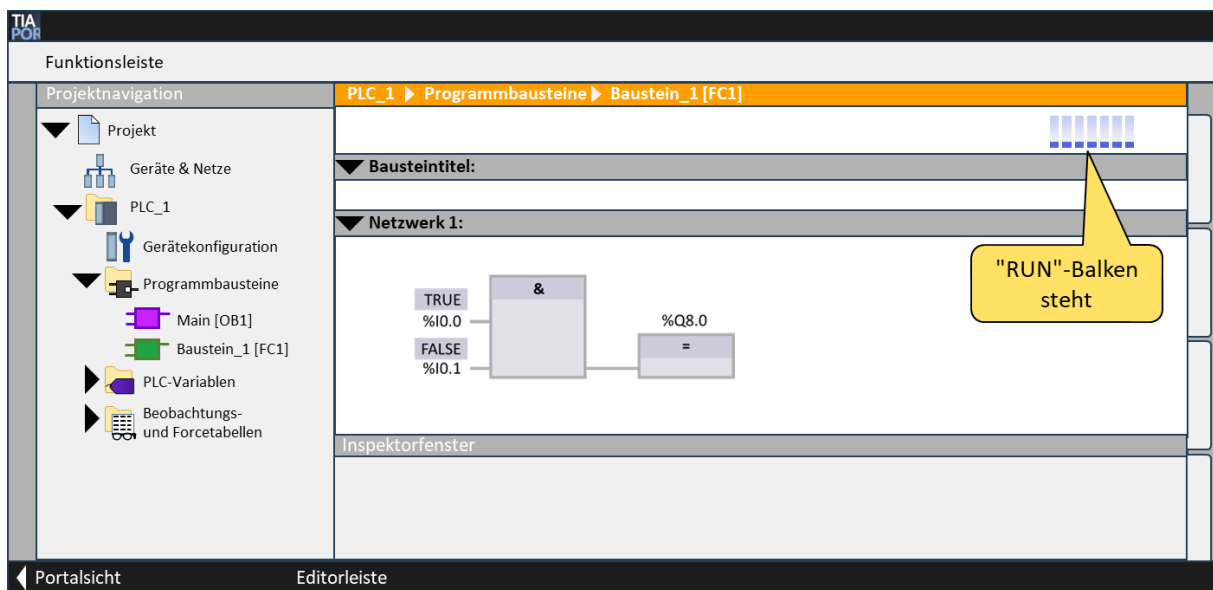 TIA
POR
Funktionsleiste
Projektnavigation
PLC_1 Programmbausteine Baustein_1 [FC1]
Projekt
Geräte & Netze
PLC_1
Gerätekonfiguration
Programmbausteine
Main [OB1]
Baustein_1 [FC1]
PLC-Variablen
Beobachtungs-
und Forcetabellen
Bausteintitel:
Netzwerk 1:
&
TRUE
%I0.0
FALSE
%I0.1
%Q8.0
=
"RUN"-Balken
steht
Inspektorfenster
Portalsicht
Editorleiste